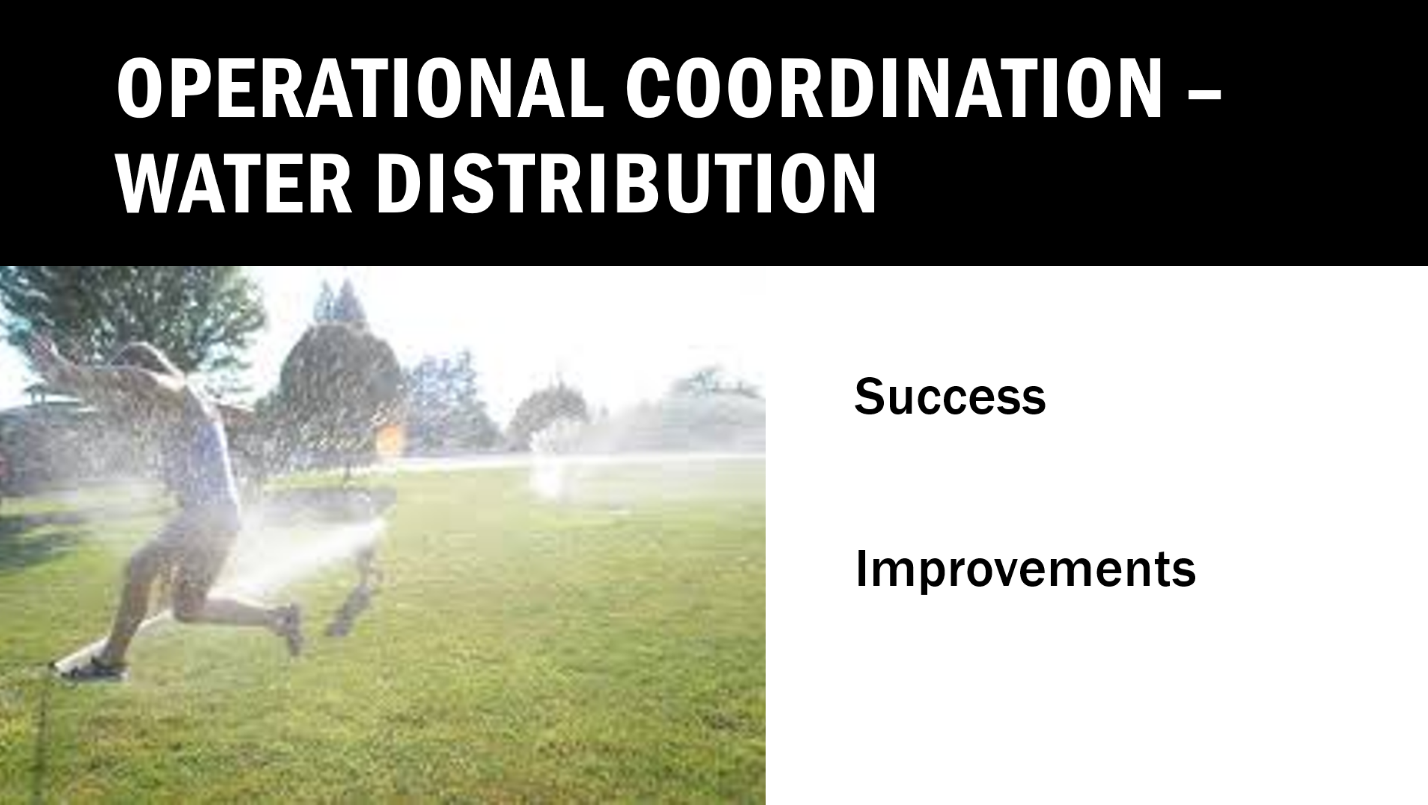 OPERATIONAL COORDINATION –
WATER DISTRIBUTION
Success
Improvements